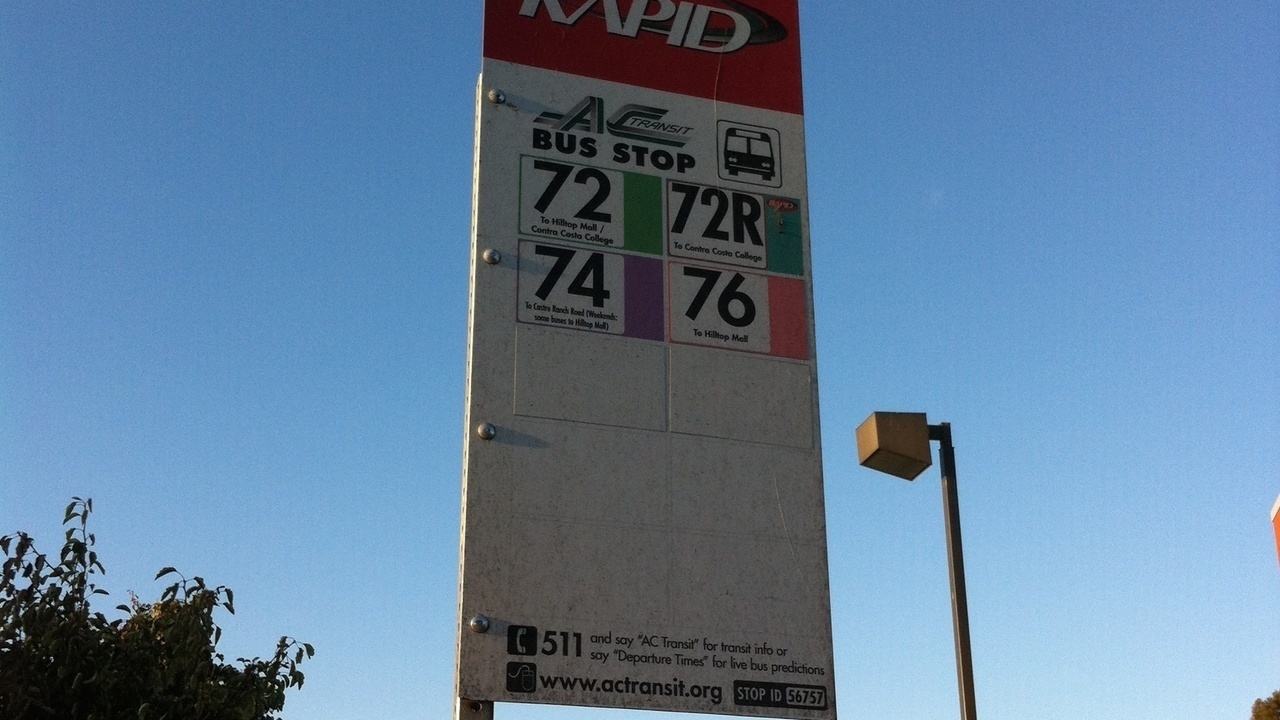 RAPID
AC TRANSIT
BUS STOP
72
To Hilltop Mall /
Contra Costa College
72R
RAPID
To Contra Costa College
74
To Castro Ranch Road (Weekends:
some buses to Hilltop Mall)
76
To Hilltop Mall
511 and say "AC Transit" for transit info or
say "Departure Times" for live bus predictions
www.actransit.org STOP ID 56757